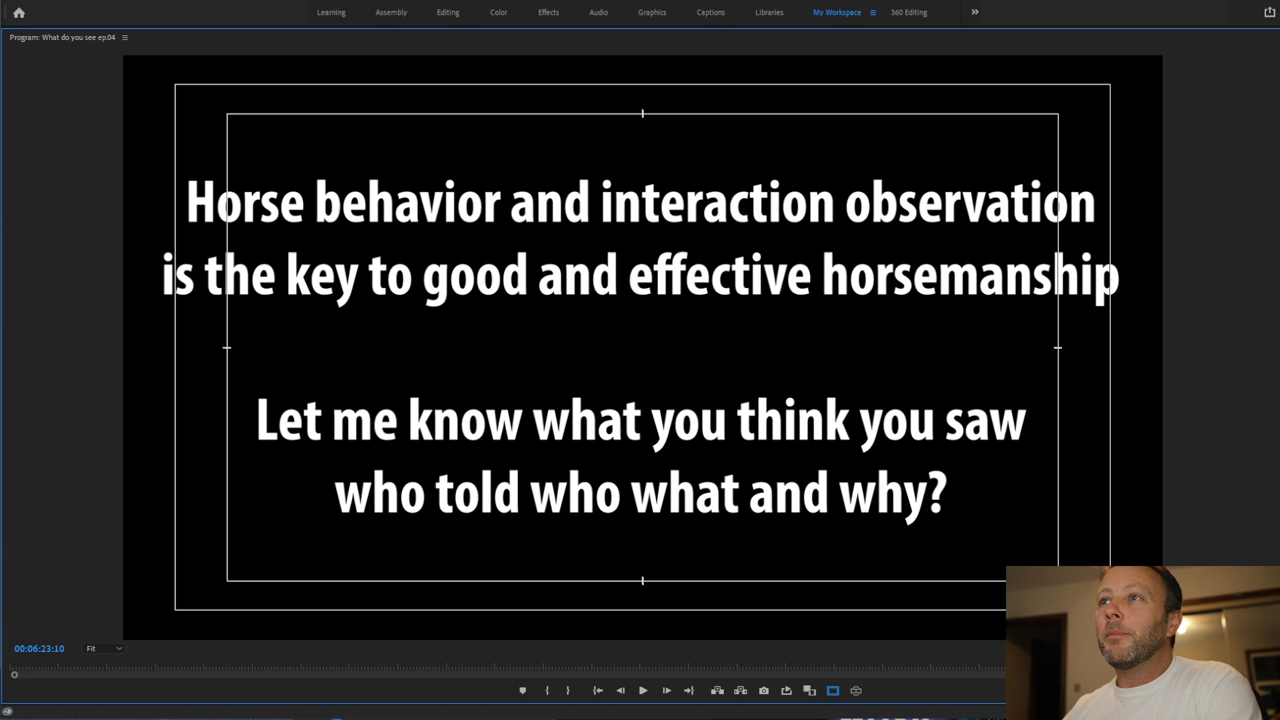 Learning Assembly Editing Color Effects Audio Graphics Captions Libraries My Workspace 360 Editing
Program: What do you see ep.04
Horse behavior and interaction observation
is the key to good and effective horsemanship
Let me know what you think you saw
who told who what and why?
00:06:23:10 Fit